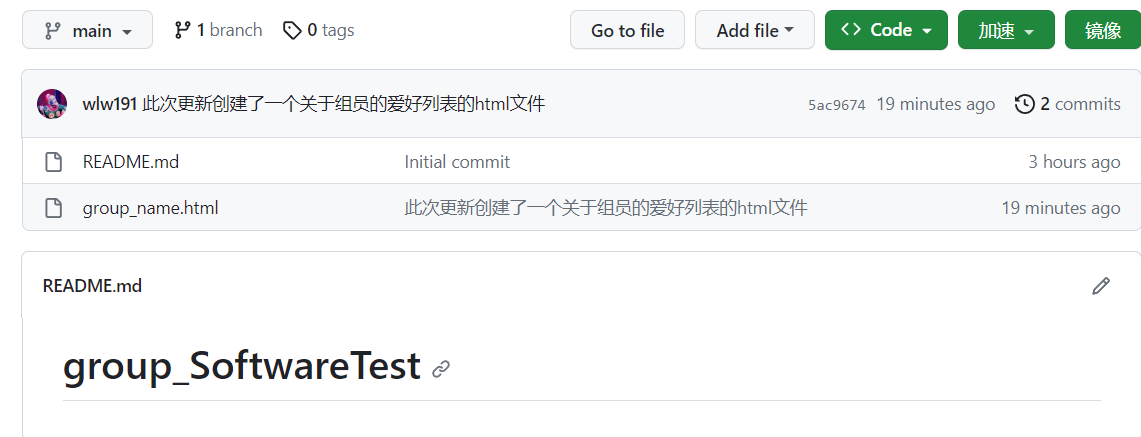 main 1 branch 0 tags Go to file Add file Code 加速 镜像
wlw191 此次更新创建了一个关于组员的爱好列表的html文件 5ac9674 19 minutes ago 2 commits
README.md Initial commit 3 hours ago
group_name.html 此次更新创建了一个关于组员的爱好列表的html文件 19 minutes ago
README.md
group_SoftwareTest